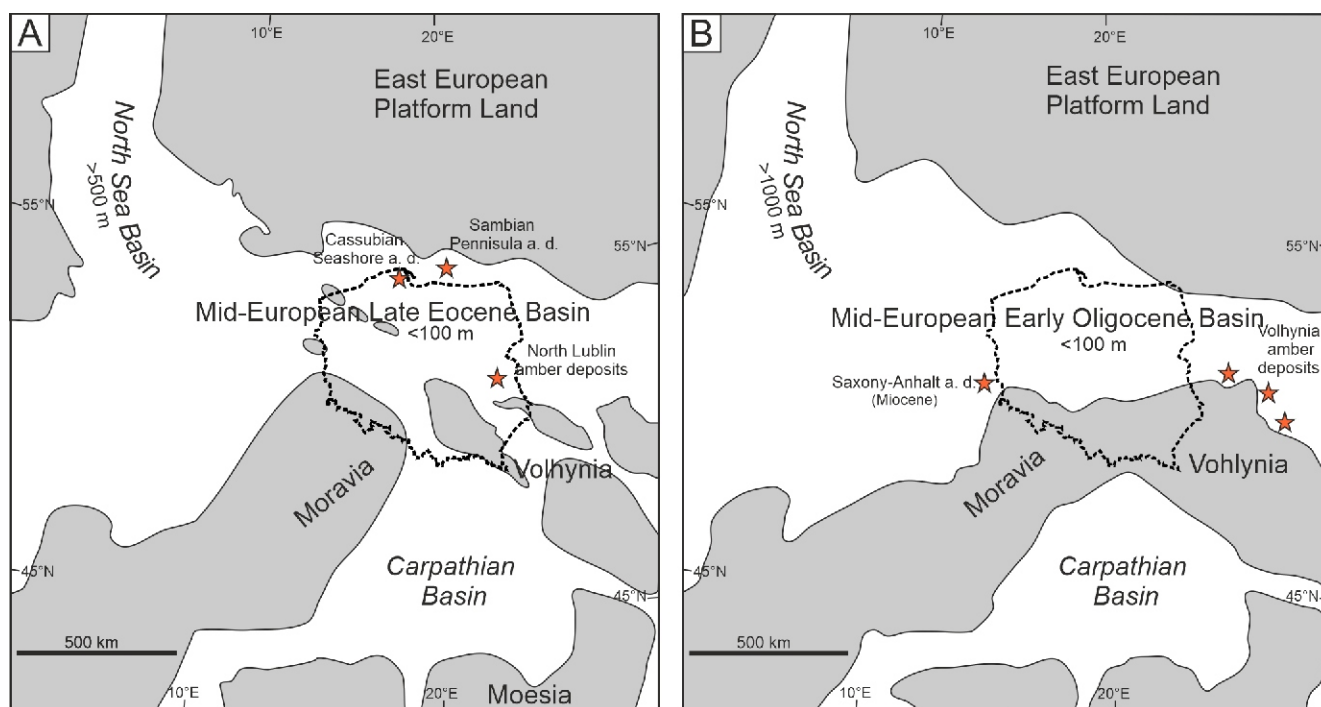 A
10°E
20°E
East European
Platform Land
North Sea Basin
>500 m
55°N
55°N
Cassubian
Seashore a. d.
Sambian
Pennisula a. d.
Mid-European Late Eocene Basin
<100 m
North Lublin
amber deposits
Moravia
Volhynia
Carpathian
Basin
45°N
45°N
500 km
10°E
20°E
Moesia
B
10°E
20°E
East European
Platform Land
North Sea Basin
>1000 m
55°N
55°N
Mid-European Early Oligocene Basin
<100 m
Volhynia
amber
deposits
Saxony-Anhalt a. d.
(Miocene)
Moravia
Vohlynia
Carpathian
Basin
45°N
45°N
500 km
10°E
20°E